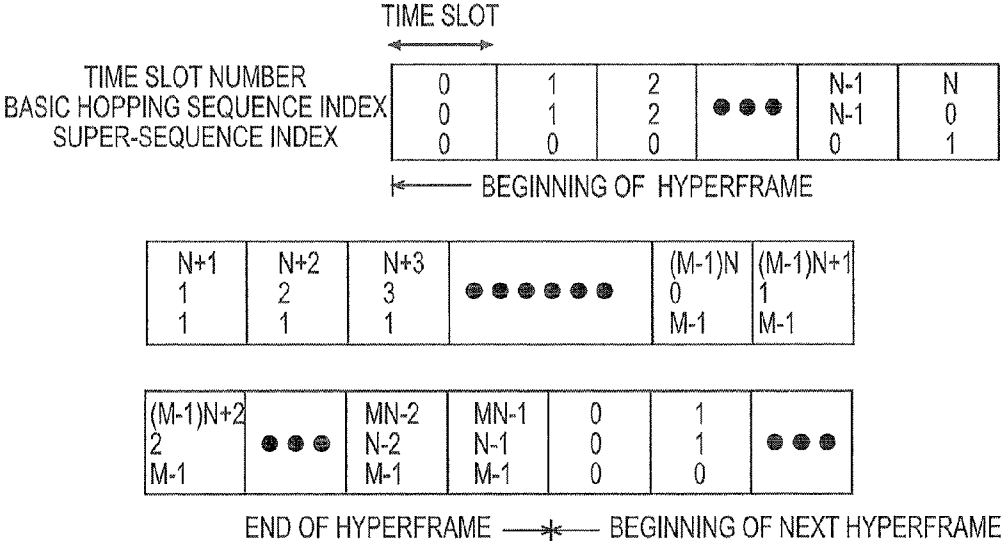 TIME SLOT
TIME SLOT NUMBER 0 1 2 N-1 N
BASIC HOPPING SEQUENCE INDEX 0 1 2 N-1 0
SUPER-SEQUENCE INDEX 0 0 0 0 1
BEGINNING OF HYPERFRAME
N+1 N+2 N+3 (M-1)N (M-1)N+1
1 2 3 0 1
1 1 1 M-1 M-1
(M-1)N+2 MN-2 MN-1 0 1
2 N-2 N-1 0 1
M-1 M-1 M-1 0 0
END OF HYPERFRAME BEGINNING OF NEXT HYPERFRAME